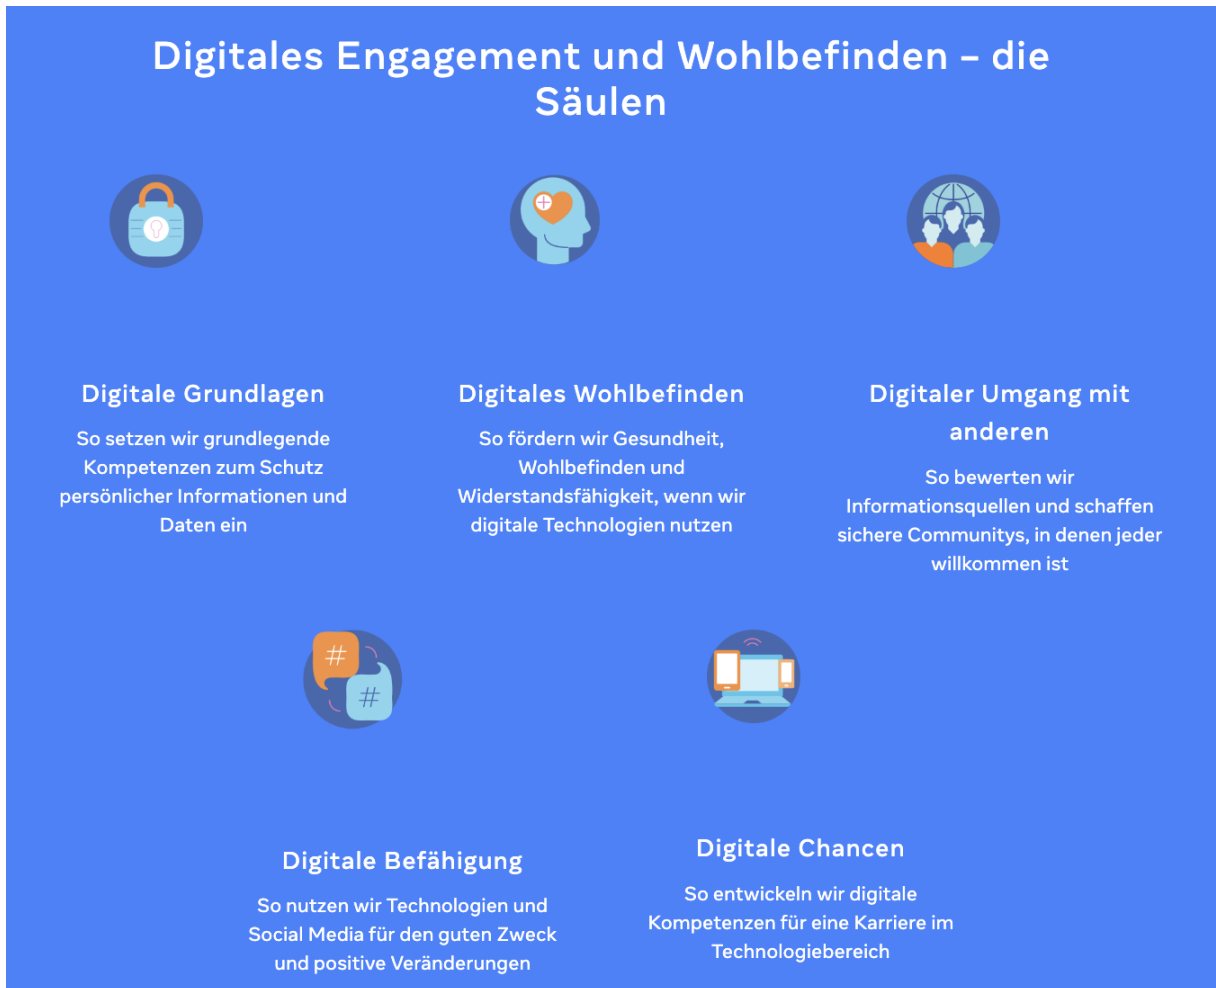 Digitales Engagement und Wohlbefinden – die
Säulen
Digitale Grundlagen
So setzen wir grundlegende
Kompetenzen zum Schutz
persönlicher Informationen und
Daten ein
Digitales Wohlbefinden
So fördern wir Gesundheit,
Wohlbefinden und
Widerstandsfähigkeit, wenn wir
digitale Technologien nutzen
Digitaler Umgang mit
anderen
So bewerten wir
Informationsquellen und schaffen
sichere Communitys, in denen jeder
willkommen ist
#
#
Digitale Befähigung
So nutzen wir Technologien und
Social Media für den guten Zweck
und positive Veränderungen
Digitale Chancen
So entwickeln wir digitale
Kompetenzen für eine Karriere im
Technologiebereich